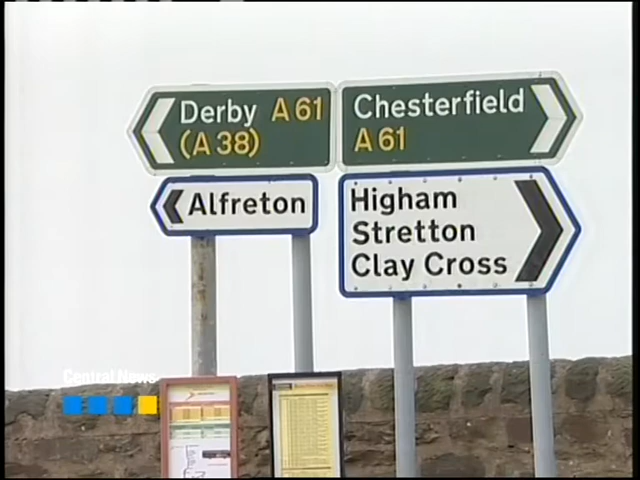 Derby A61
(A38)
Chesterfield
A61
Alfreton
Higham
Stretton
Clay Cross
Central News